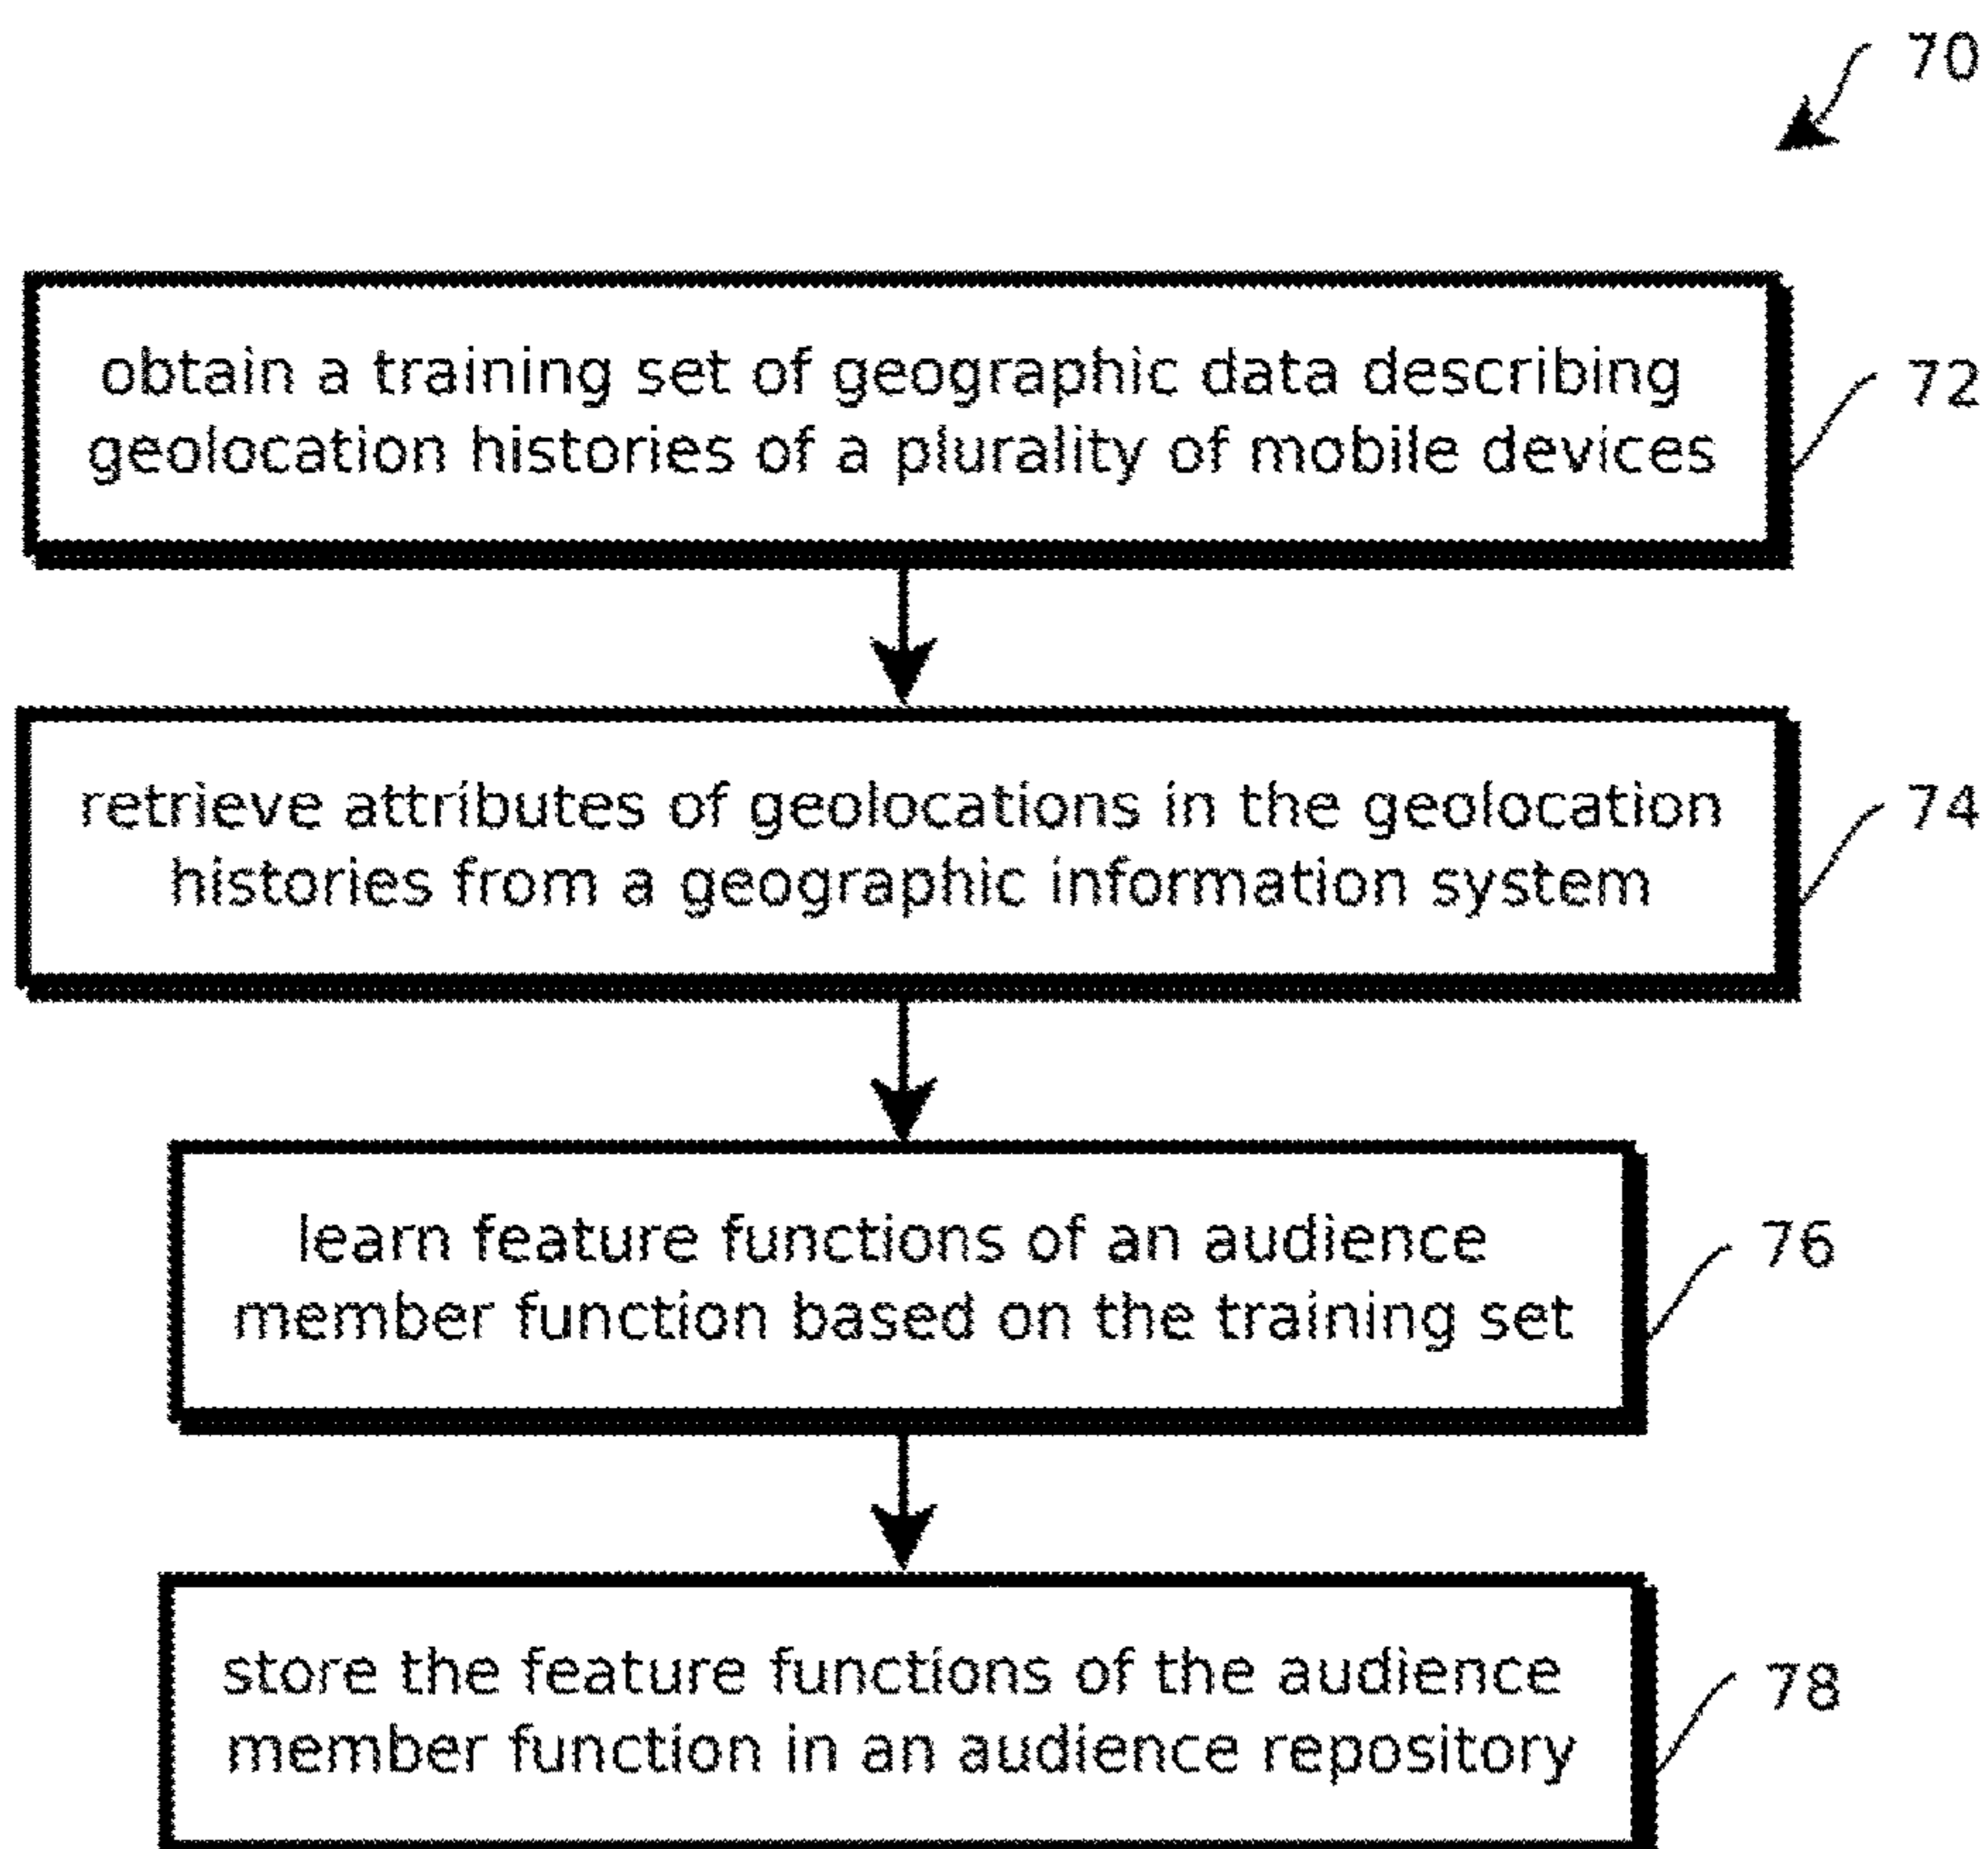 70
obtain a training set of geographic data describing
geolocation histories of a plurality of mobile devices
72
retrieve attributes of geolocations in the geolocation
histories from a geographic information system
74
learn feature functions of an audience
member function based on the training set
76
store the feature functions of the audience
member function in an audience repository
78